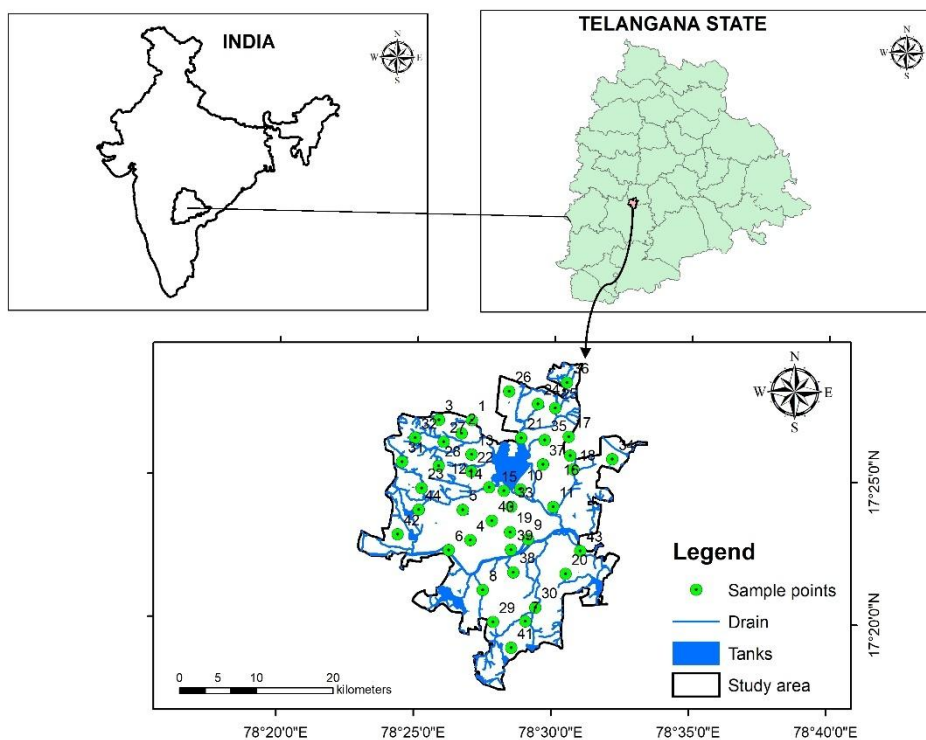 INDIA
N
W E
S
TELANGANA STATE
N
W E
S
N
W E
S
36
26
24
25
3
1
32
2
27
21
35
17
13
31
28
37
34
22
18
12
23
14
15
10
16
44
5
33
11
40
19
42
4
9
6
39
43
38
20
8
30
7
29
41
17°25'0"N
17°20'0"N
Legend
Sample points
Drain
Tanks
Study area
0 5 10 20
kilometers
78°20'0"E 78°25'0"E 78°30'0"E 78°35'0"E 78°40'0"E